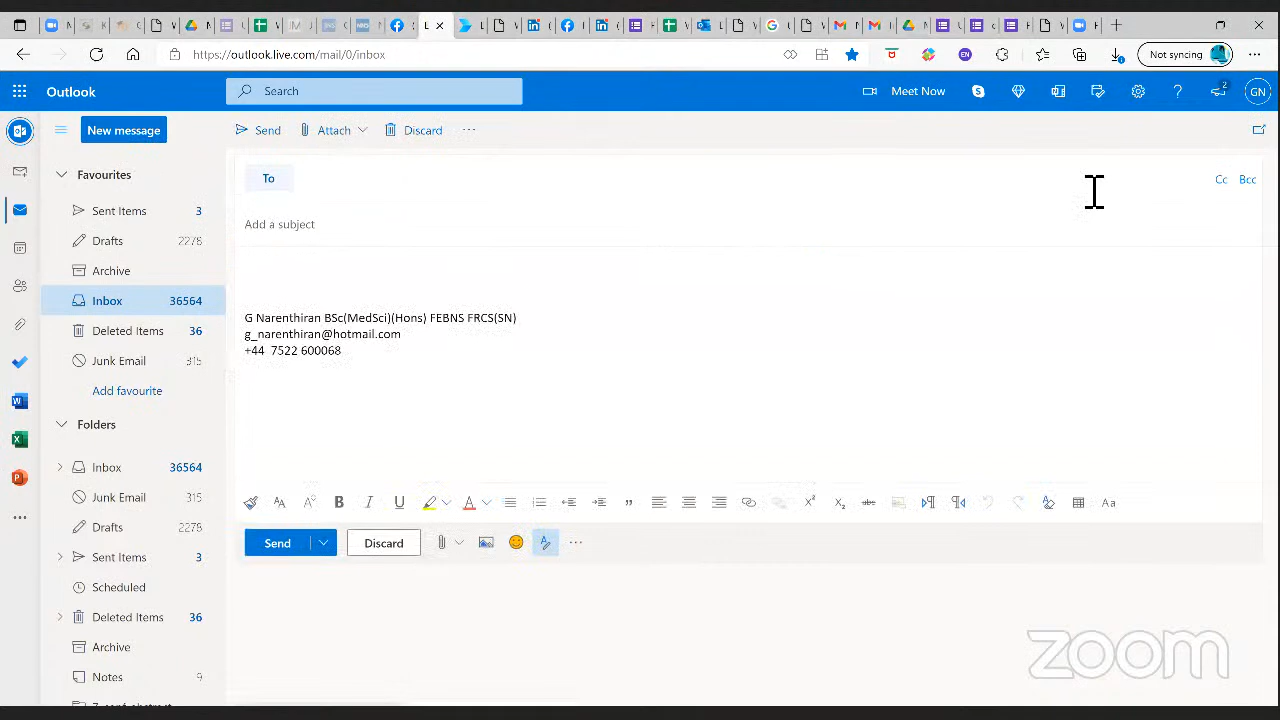 https://outlook.live.com/mail/0/inbox
Not syncing
Outlook
Search
Meet Now
2
GN
New message
Send
Attach
Discard
Favourites
To
Cc
Bcc
Sent Items 3
Add a subject
Drafts 2278
Archive
Inbox 36564
G Narenthiran BSc(MedSci)(Hons) FEBNS FRCS(SN)
Deleted Items 36
g_narenthiran@hotmail.com
+44 7522 600068
Junk Email 315
Add favourite
Folders
Inbox 36564
Junk Email 315
Drafts 2278
Send
Discard
Sent Items 3
Scheduled
Deleted Items 36
Archive
Notes 9
zoom